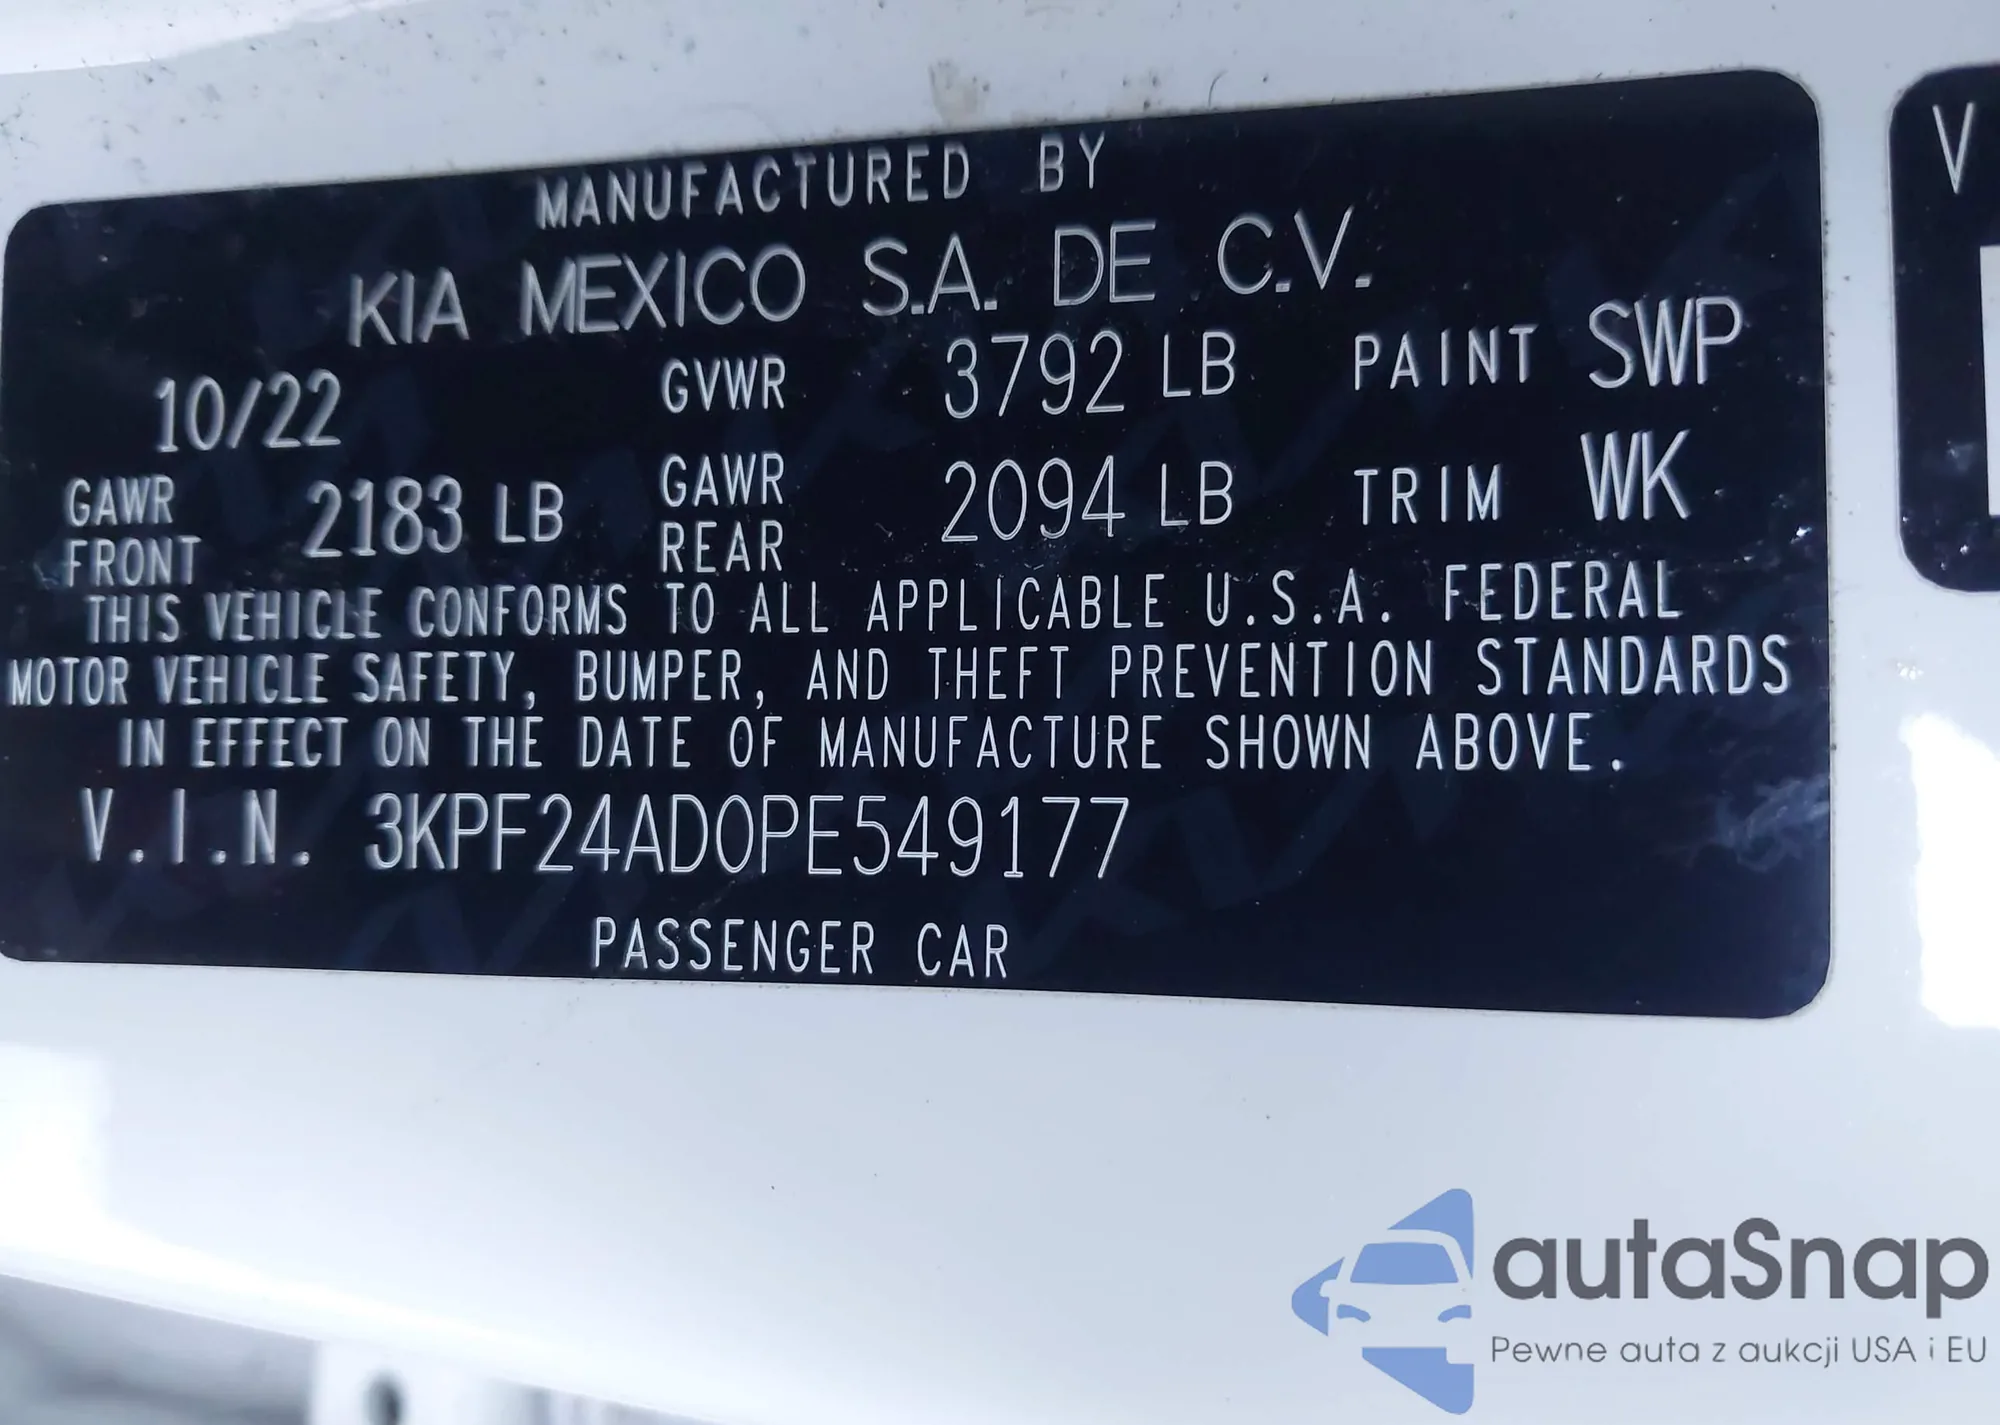 MANUFACTURED BY
KIA MEXICO S.A. DE C.V.
10/22 GVWR 3792 LB PAINT SWP
GAWR FRONT 2183 LB GAWR REAR 2094 LB TRIM WK
THIS VEHICLE CONFORMS TO ALL APPLICABLE U.S.A. FEDERAL
MOTOR VEHICLE SAFETY, BUMPER, AND THEFT PREVENTION STANDARDS
IN EFFECT ON THE DATE OF MANUFACTURE SHOWN ABOVE.
V.I.N. 3KPF24AD0PE549177
PASSENGER CAR
V
autaSnap
Pewne auta z aukcji USA i EU